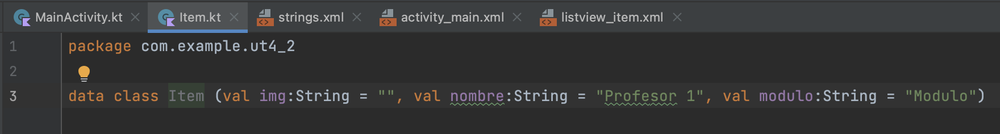 MainActivity.kt Item.kt strings.xml activity_main.xml listview_item.xml
1 package com.example.ut4_2
2
3 data class Item (val img:String = "", val nombre:String = "Profesor 1", val modulo:String = "Modulo")